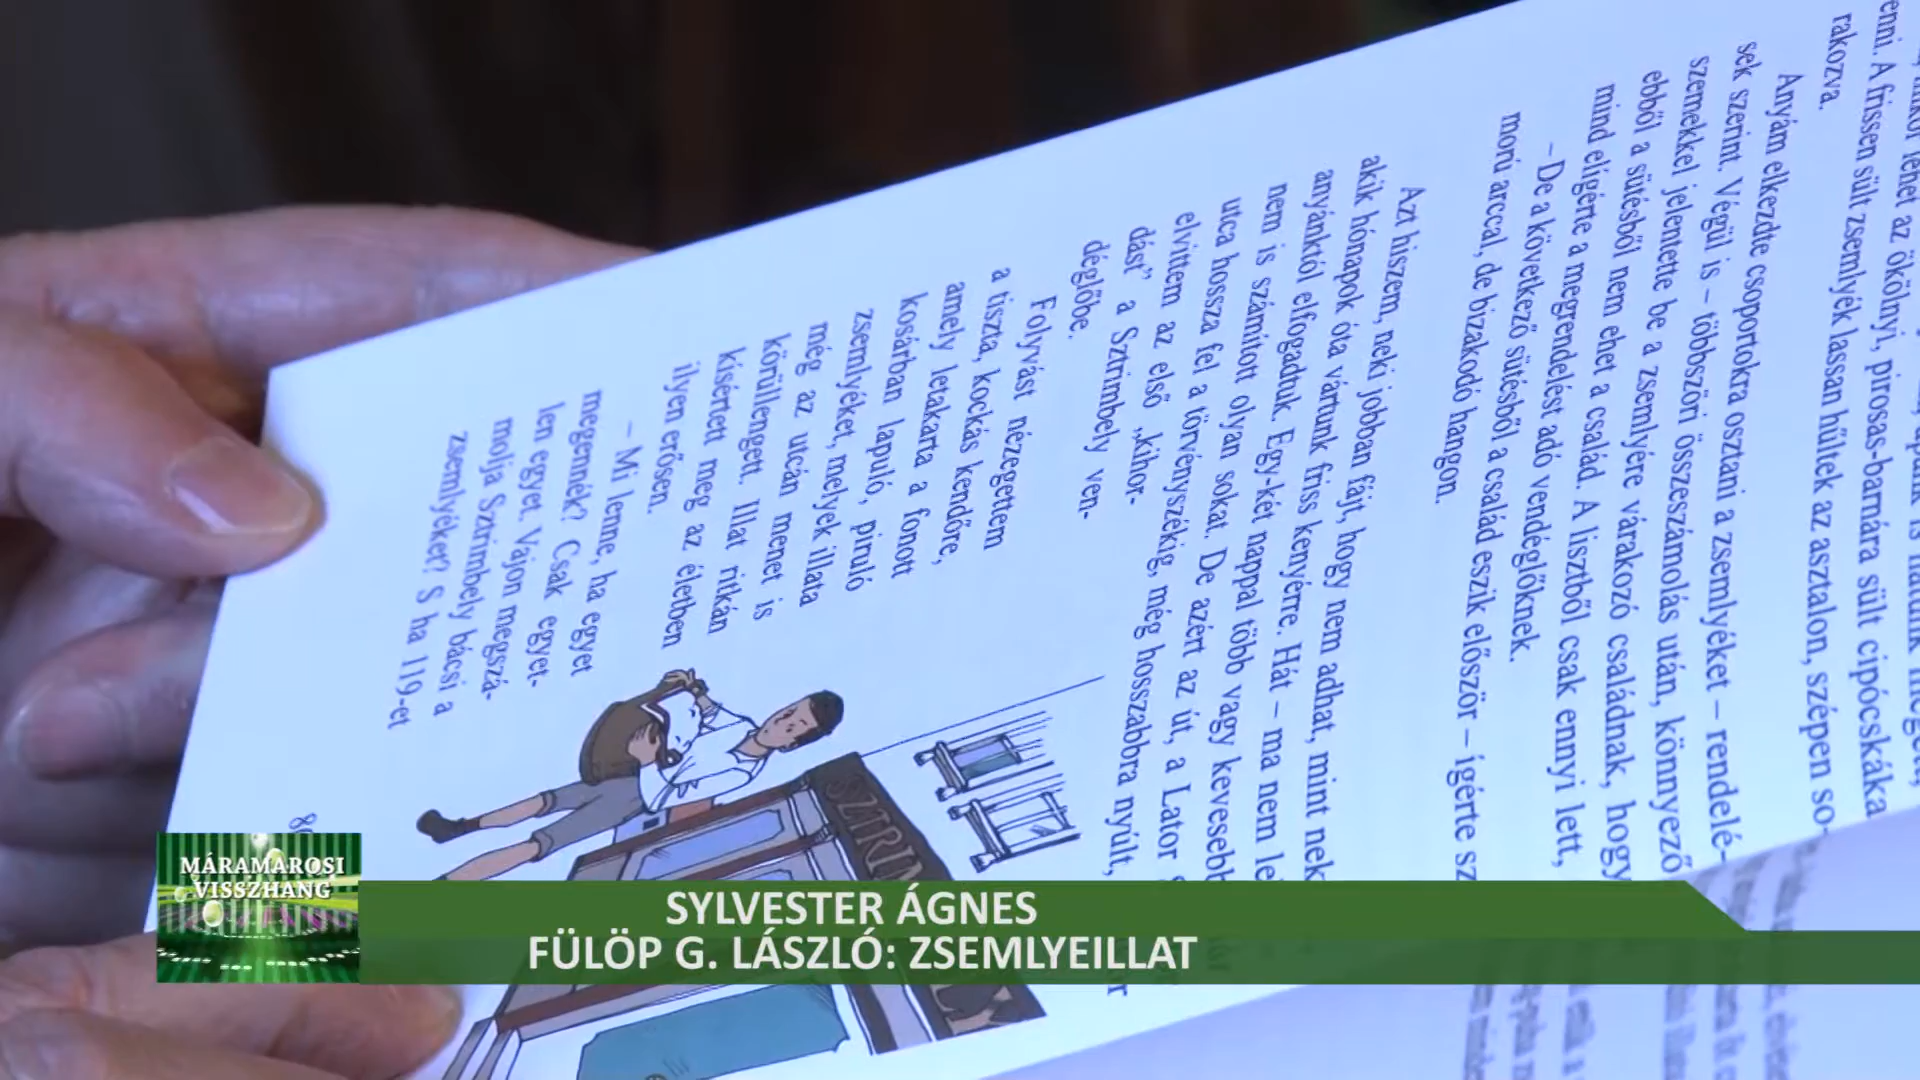 enni. A frissen sült zsemlyék lassan hűltek az asztalon, szépen so-
rakozva.
Anyám elkezdte csoportokra osztani a zsemlyéket – rendelé-
sek szerint. Végül is – többszöri összeszámolás után, könnyező
szemekkel jelentette be a zsemlyére várakozó családnak, hogy
ebből a sütésből nem ehet a család. A lisztből csak ennyi lett,
mind elígérte a megrendelést adó vendéglőknek.
– De a következő sütésből a család eszik először – ígérte
morú arccal, de bizakodó hangon.
Azt hiszem, neki jobban fájt, hogy nem adhat, mint
akik hónapok óta vártunk friss kenyérre. Hát – ma nem
anyánktól elfogadtuk. Egy-két nappal több vagy
nem is számított olyan sokat. De azért az út, a Lator
utca hossza fel a törvényszékig, még hosszabbra nyúlt,
elvittem az első „kihor-
dást” a Sztrimbely ven-
déglőbe.
Folyvást nézegettem
a tiszta, kockás kendőre,
amely letakarta a fonott
kosárban lapuló, piruló
zsemlyéket, melyek illata
még az utcán menet is
körüllengett. Illat ritkán
kísértett meg az életben
ilyen erősen.
– Mi lenne, ha egyet
megennék? Csak egyet-
len egyet. Vájon megszá-
molja Sztrimbely bácsi a
zsemlyéket? S ha 119-et
SZTRIM
MÁRAMAROSI
VISSZHANG
SYLVESTER ÁGNES
FÜLÖP G. LÁSZLÓ: ZSEMLYEILLAT